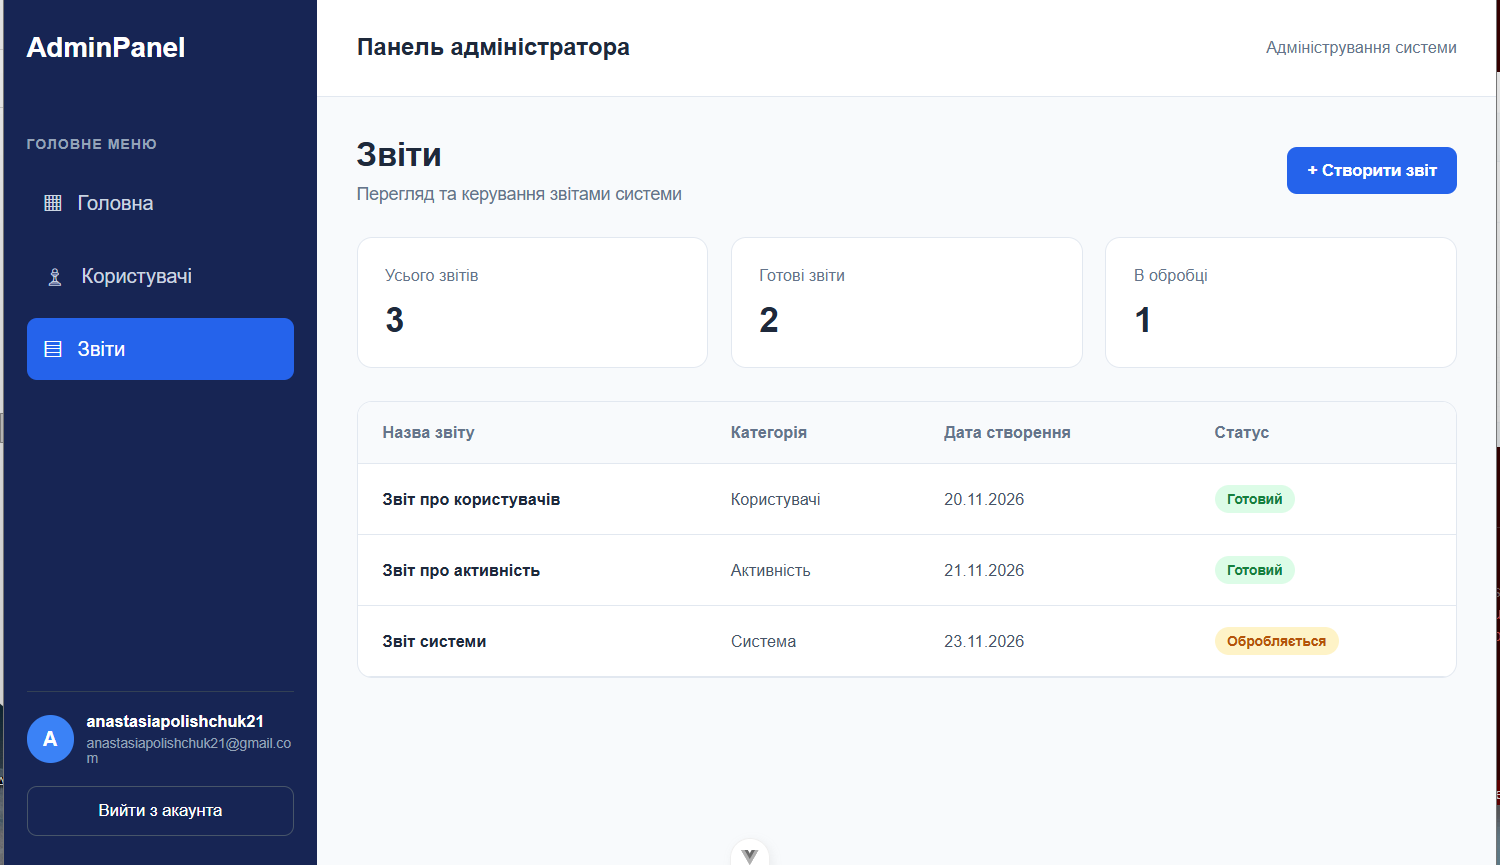 AdminPanel
ГОЛОВНЕ МЕНЮ
Головна
Користувачі
Звіти
anastasiapolishchuk21
anastasiapolishchuk21@gmail.co
m
A
Вийти з акаунта
Панель адміністратора
Адміністрування системи
Звіти
Перегляд та керування звітами системи
+ Створити звіт
Усього звітів
3
Готові звіти
2
В обробці
1
Назва звіту Категорія Дата створення Статус
Звіт про користувачів Користувачі 20.11.2026 Готовий
Звіт про активність Активність 21.11.2026 Готовий
Звіт системи Система 23.11.2026 Обробляється